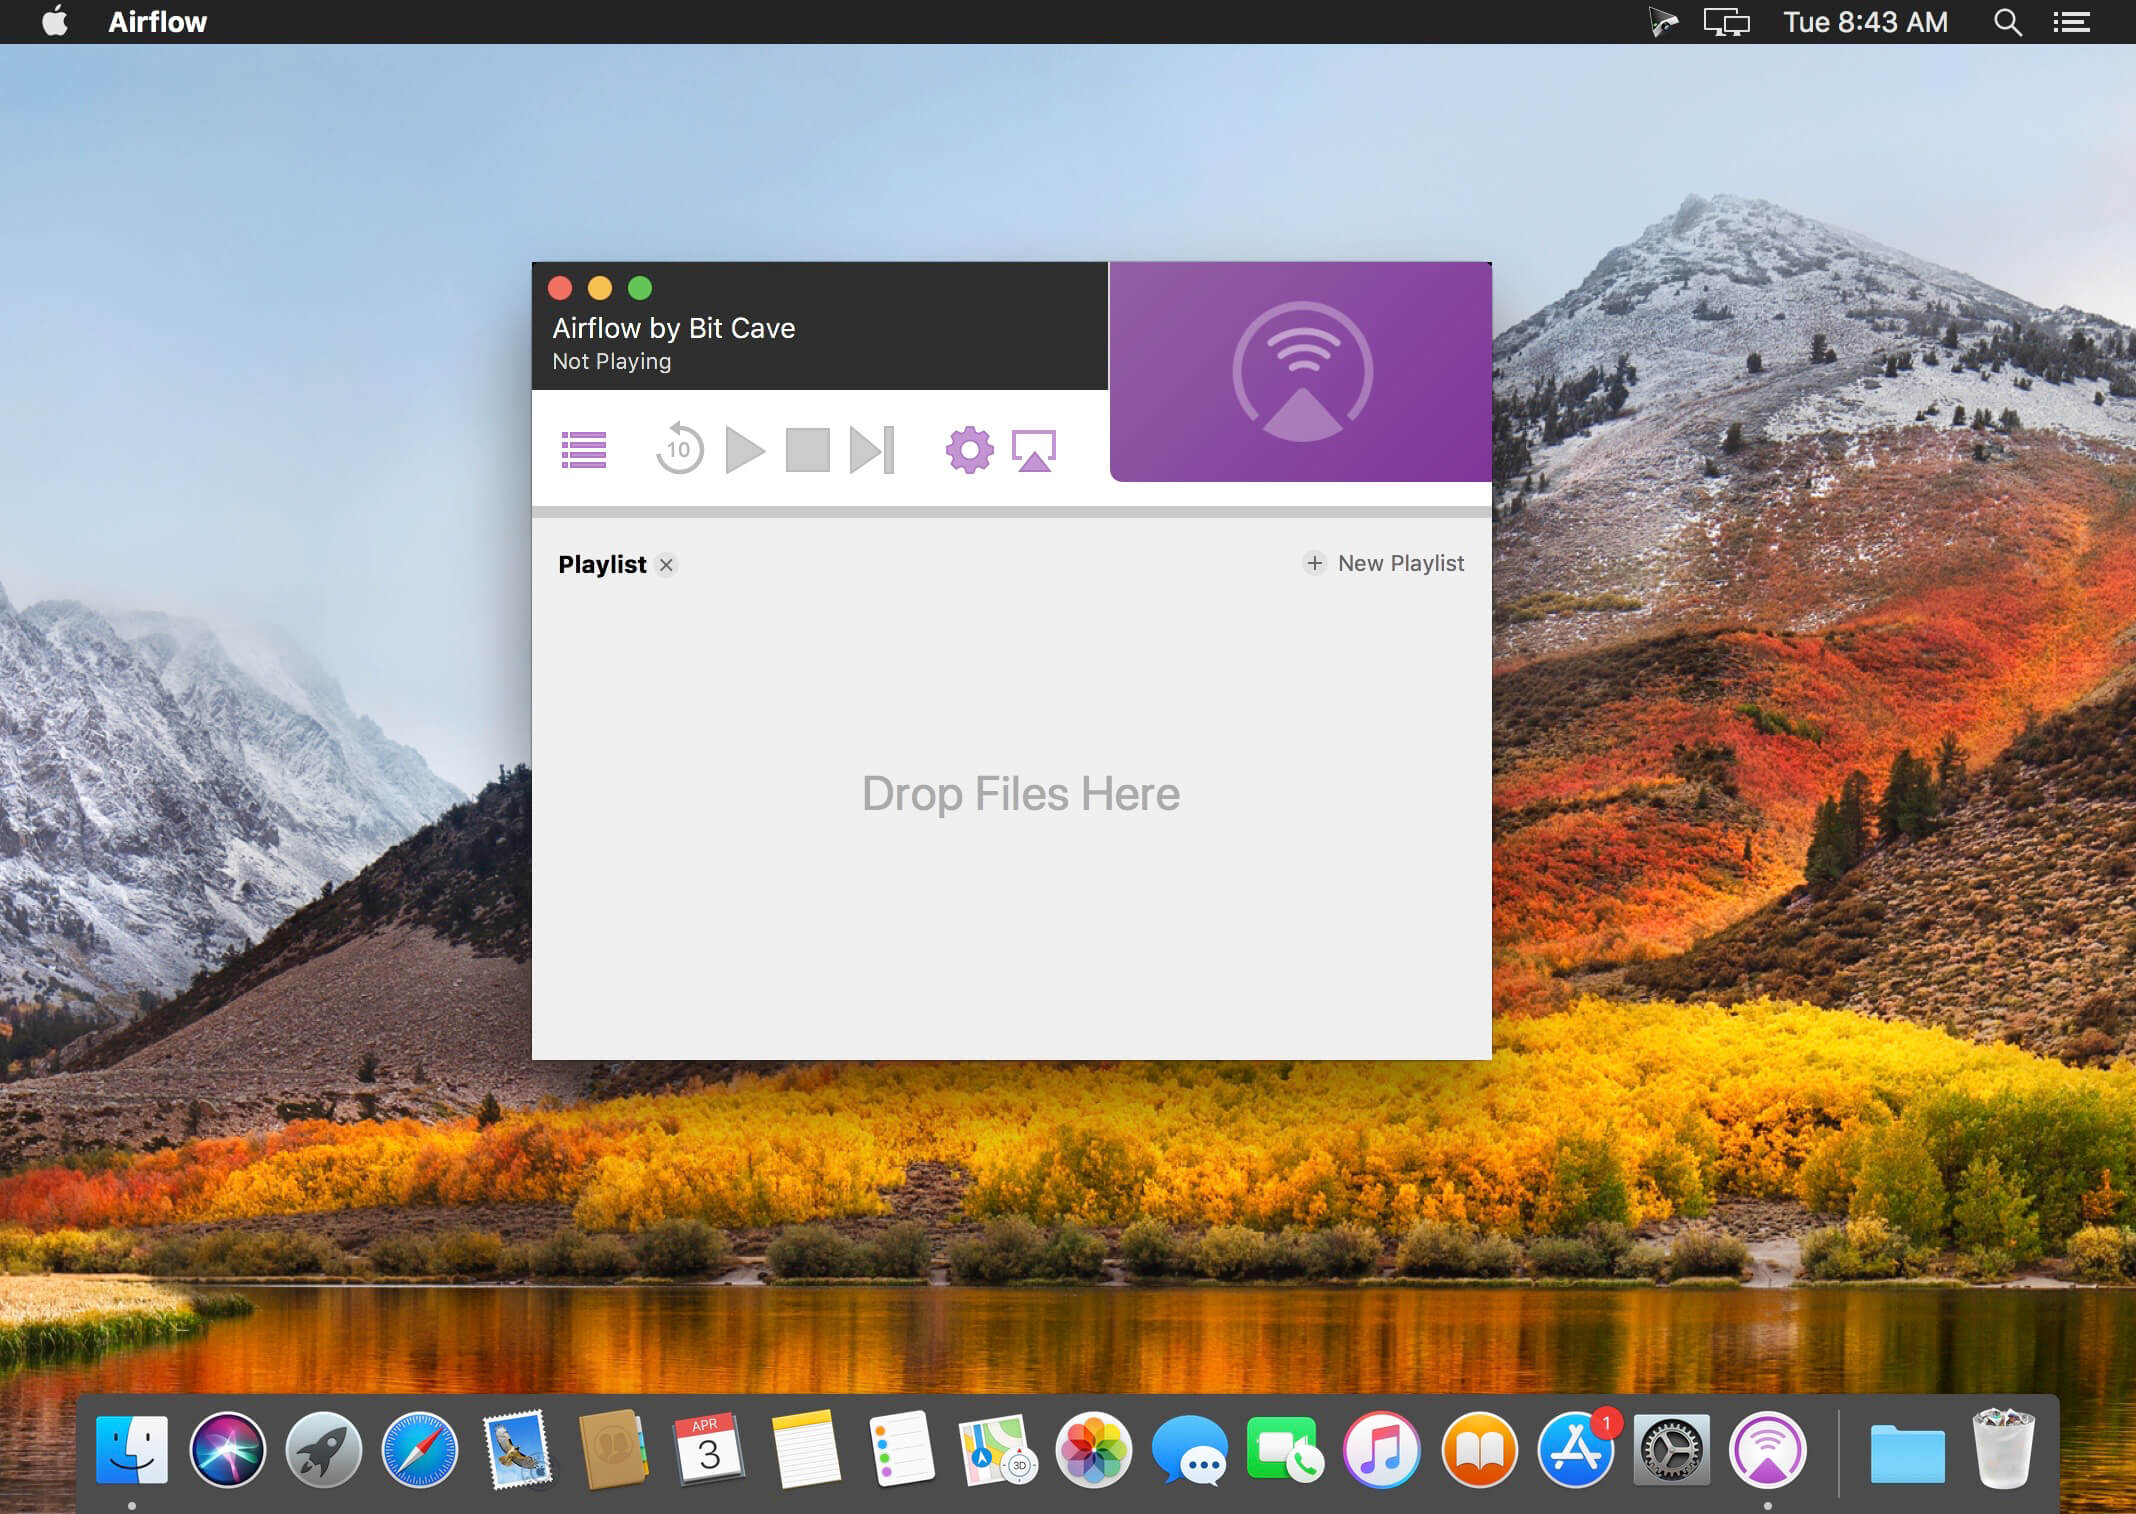 Airflow
Tue 8:43 AM
Airflow by Bit Cave
Not Playing
10
Playlist
New Playlist
Drop Files Here
APR
3
3D
1